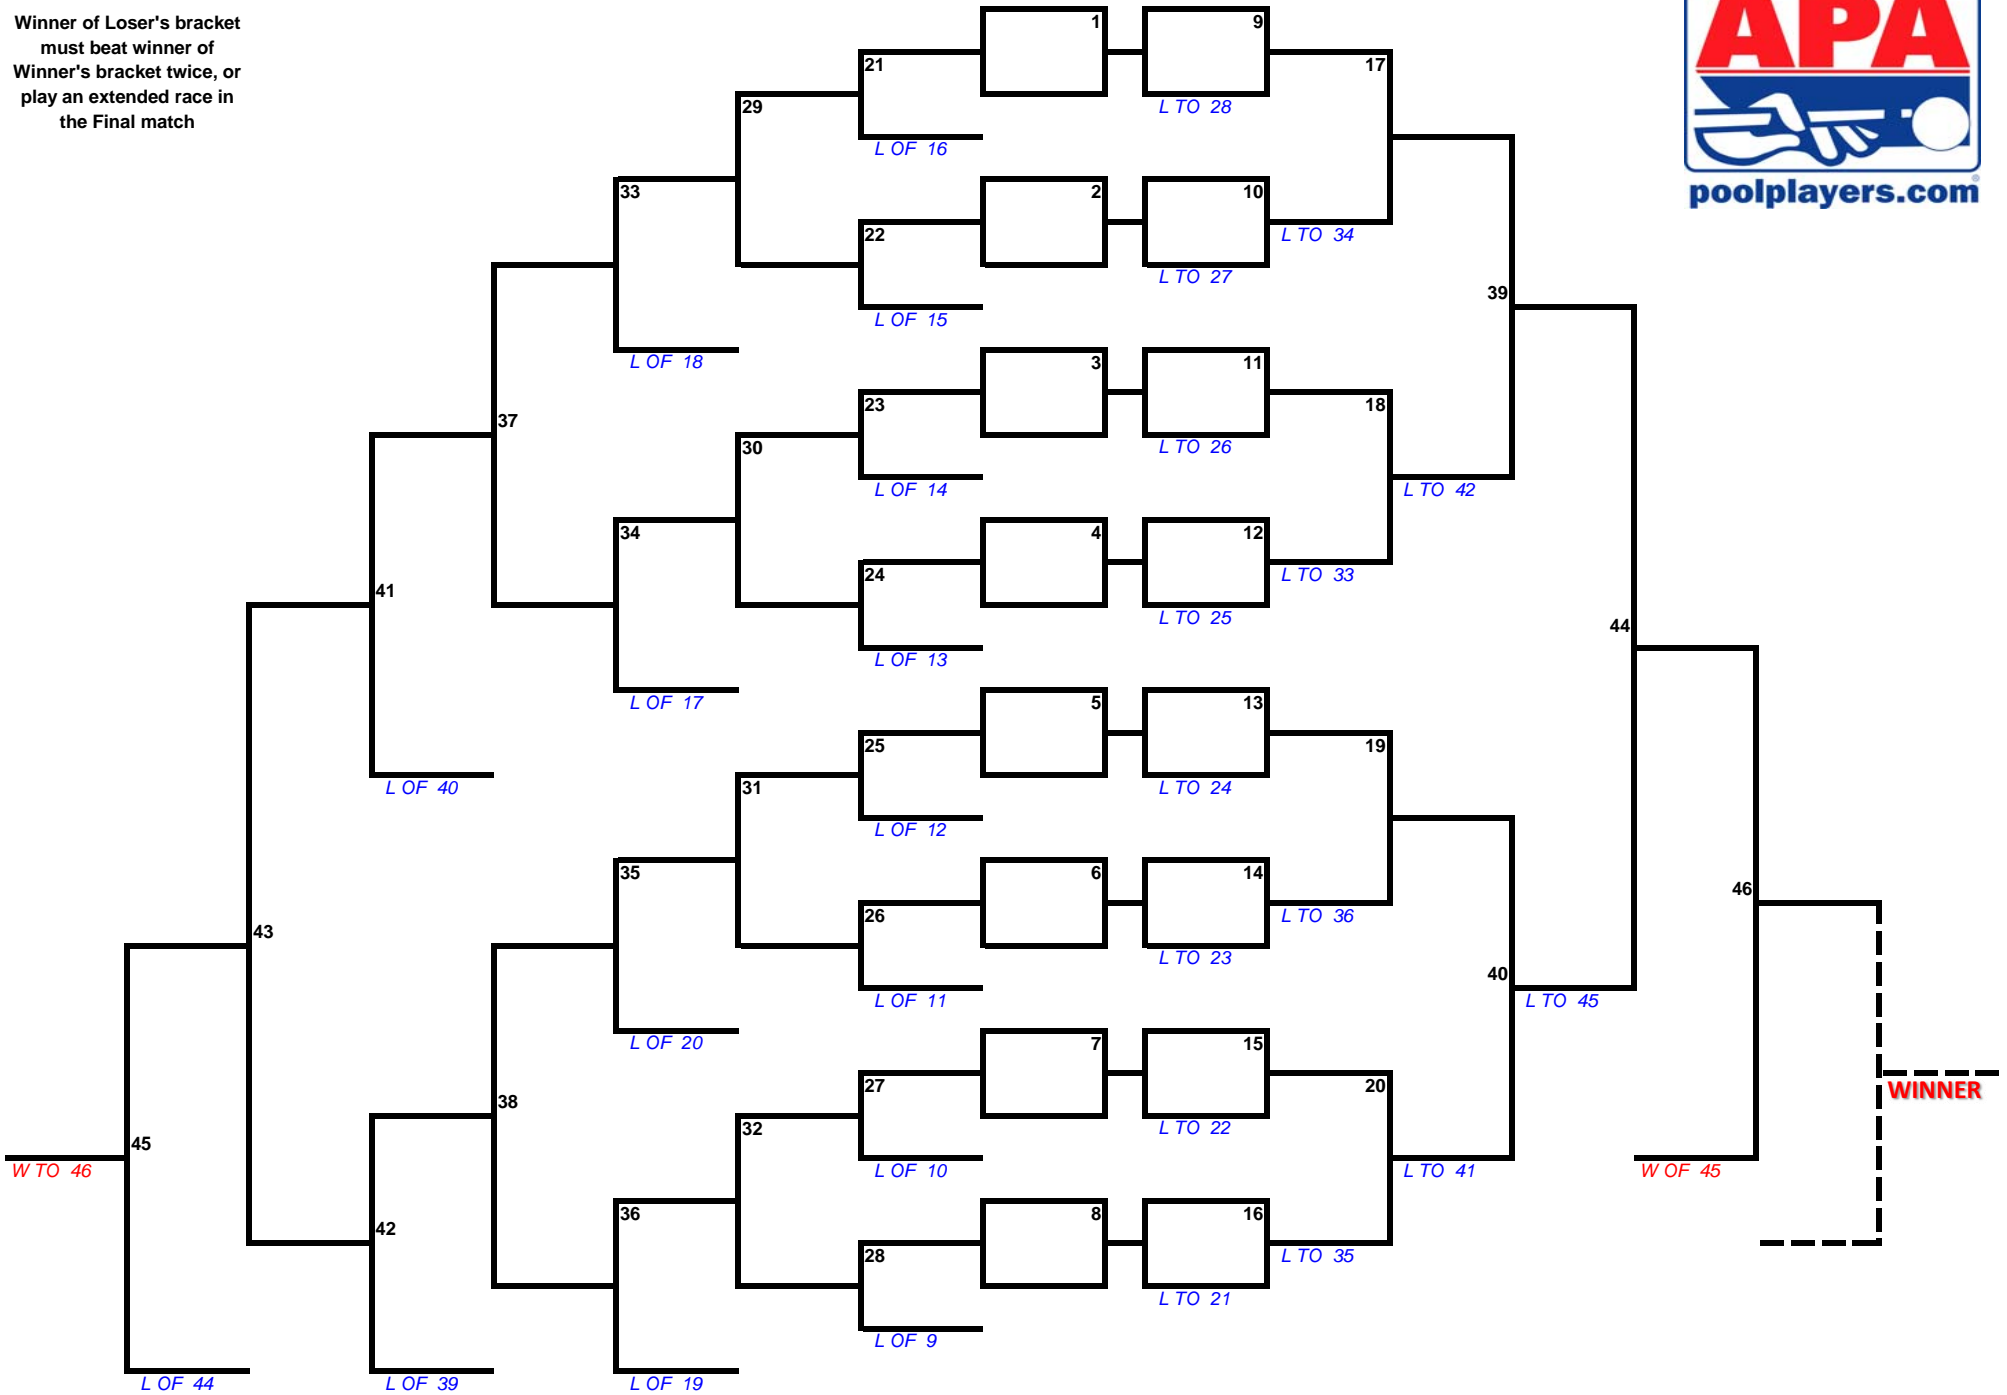 Winner of Loser's bracket
must beat winner of
Winner's bracket twice, or
play an extended race in
the Final match
APA
poolplayers.com
1
9
21
17
29
L TO 28
L OF 16
33
2
10
22
L TO 34
L TO 27
39
L OF 15
L OF 18
3
11
23
18
37
30
L TO 26
L OF 14
L TO 42
34
4
12
24
L TO 33
41
L TO 25
44
L OF 13
L OF 17
5
13
25
19
L OF 40
31
L TO 24
L OF 12
35
6
14
26
46
L TO 36
43
L TO 23
40
L OF 11
L TO 45
L OF 20
7
15
27
20
WINNER
38
32
L TO 22
45
W TO 46
L OF 10
L TO 41
W OF 45
36
8
16
42
28
L TO 35
L TO 21
L OF 9
L OF 44
L OF 39
L OF 19